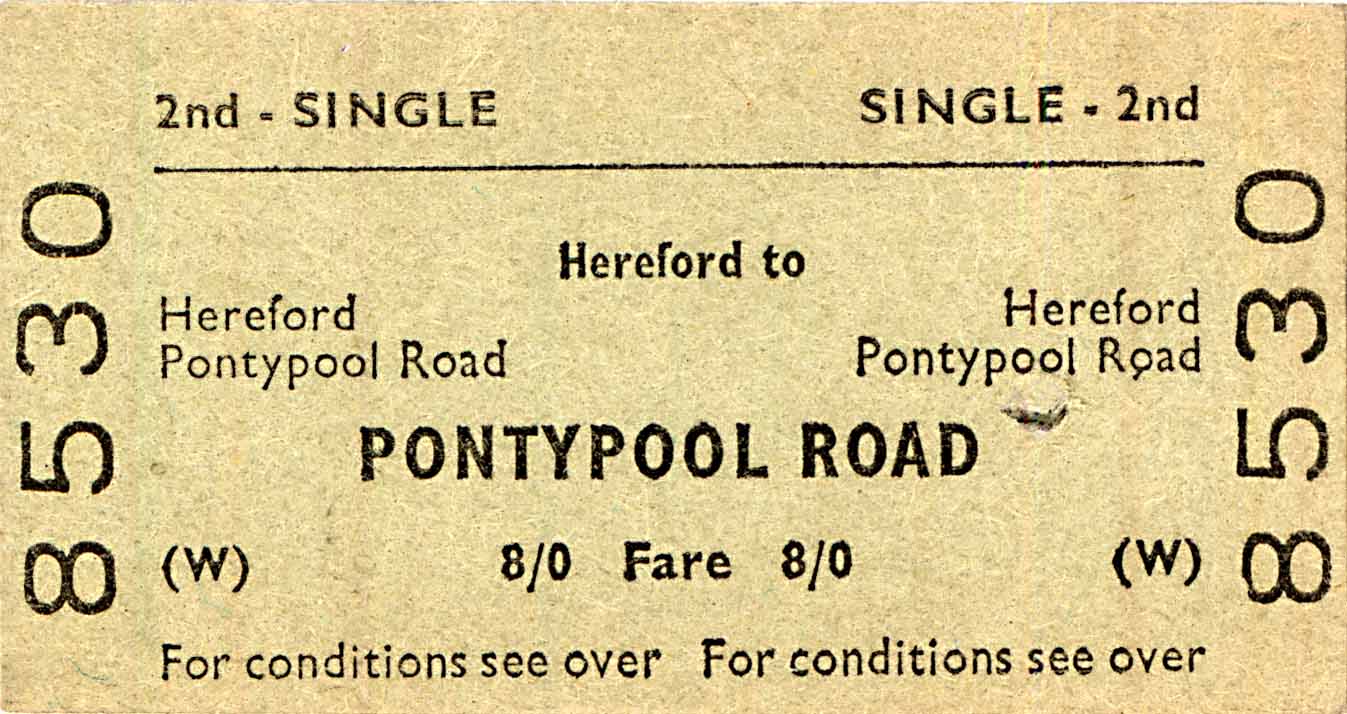 2nd - SINGLE SINGLE - 2nd
Hereford to
Hereford Hereford
Pontypool Road Pontypool Road
PONTYPOOL ROAD
(W) 8/0 Fare 8/0 (W)
For conditions see over For conditions see over
8530
8530